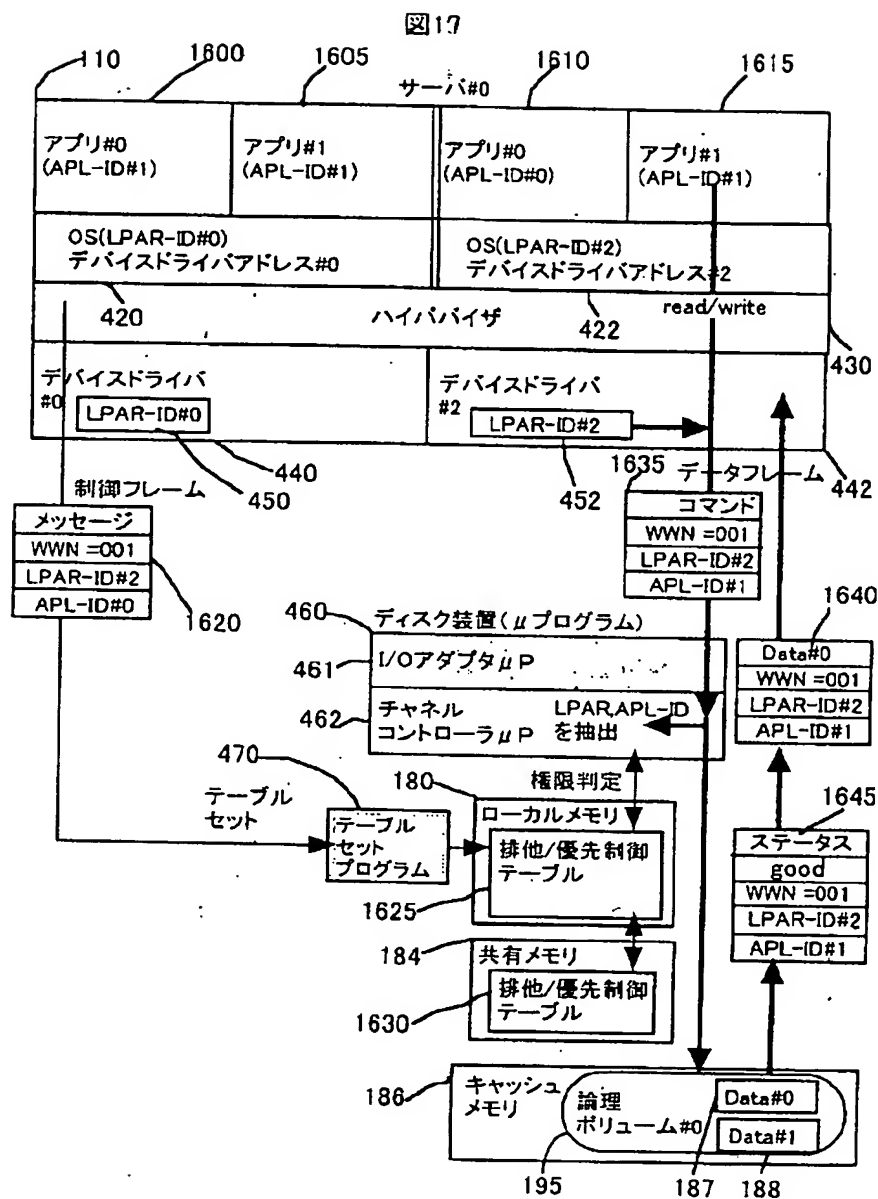 図17
110
1600
1605
サーバ#0
1610
1615
アプリ#0
(APL-ID#1)
アプリ#1
(APL-ID#1)
アプリ#0
(APL-ID#0)
アプリ#1
(APL-ID#1)
OS(LPAR-ID#0)
デバイスドライバアドレス#0
OS(LPAR-ID#2)
デバイスドライバアドレス#2
420
ハイパバイザ
422
read/write
430
デバイスドライバ
#0
LPAR-ID#0
デバイスドライバ
#2
LPAR-ID#2
440
450
452
442
制御フレーム
メッセージ
WWN =001
LPAR-ID#2
APL-ID#0
1620
1635
データフレーム
コマンド
WWN =001
LPAR-ID#2
APL-ID#1
460
ディスク装置(μプログラム)
461
I/OアダプタμP
462
チャネル
コントローラμP
LPAR,APL-ID
を抽出
1640
Data#0
WWN =001
LPAR-ID#2
APL-ID#1
470
テーブル
セット
テーブル
セット
プログラム
180
権限判定
ローカルメモリ
排他/優先制御
テーブル
1625
1645
ステータス
good
WWN =001
LPAR-ID#2
APL-ID#1
184
共有メモリ
排他/優先制御
テーブル
1630
186
キャッシュ
メモリ
論理
ボリューム#0
Data#0
Data#1
195
187
188